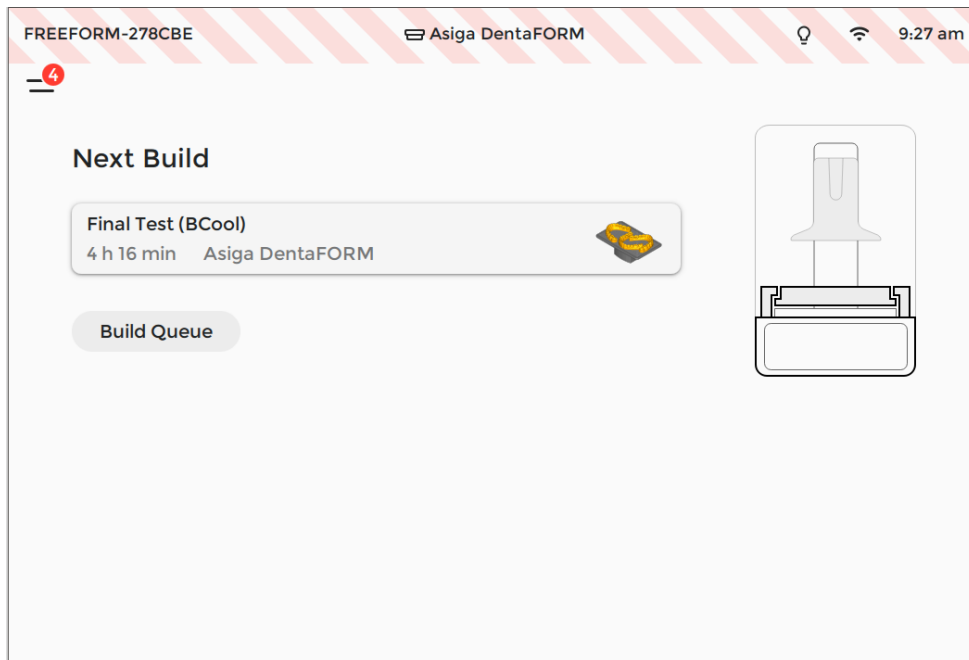 FREEFORM-278CBE Asiga DentaFORM 9:27 am
4
Next Build
Final Test (BCool)
4 h 16 min Asiga DentaFORM
Build Queue